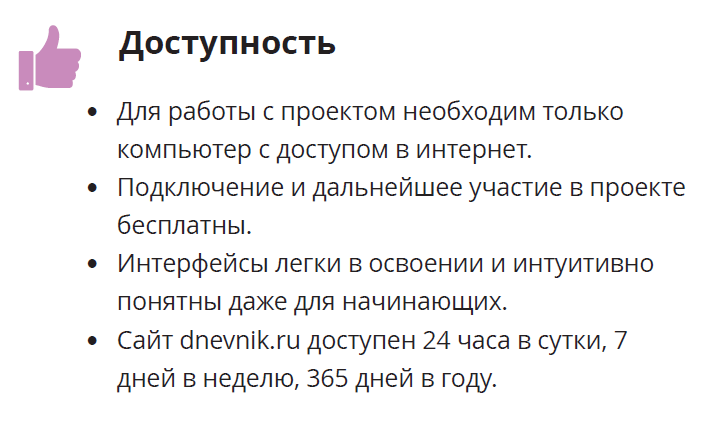 Доступность
• Для работы с проектом необходим только
компьютер с доступом в интернет.
• Подключение и дальнейшее участие в проекте
бесплатны.
• Интерфейсы легки в освоении и интуитивно
понятны даже для начинающих.
• Сайт dnevnik.ru доступен 24 часа в сутки, 7
дней в неделю, 365 дней в году.